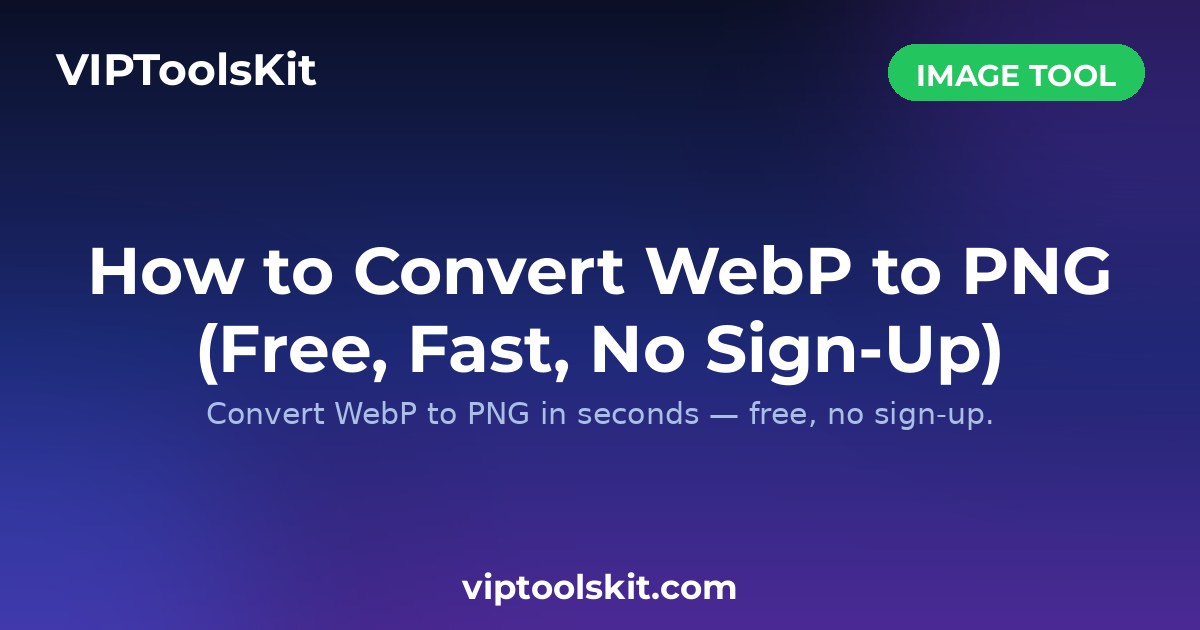 VIPToolsKit
IMAGE TOOL
How to Convert WebP to PNG
(Free, Fast, No Sign-Up)
Convert WebP to PNG in seconds — free, no sign-up.
viptoolskit.com